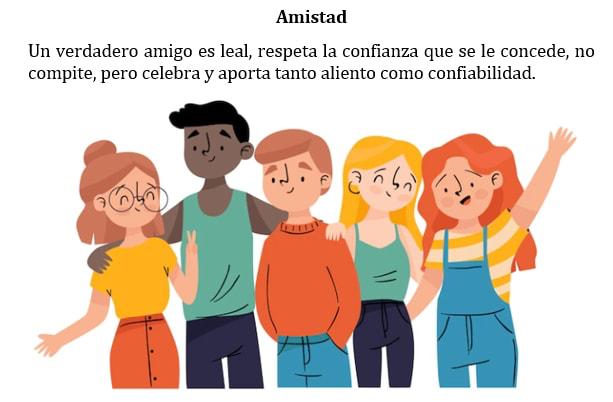 Amistad
Un verdadero amigo es leal, respeta la confianza que se le concede, no
compite, pero celebra y aporta tanto aliento como confiabilidad.